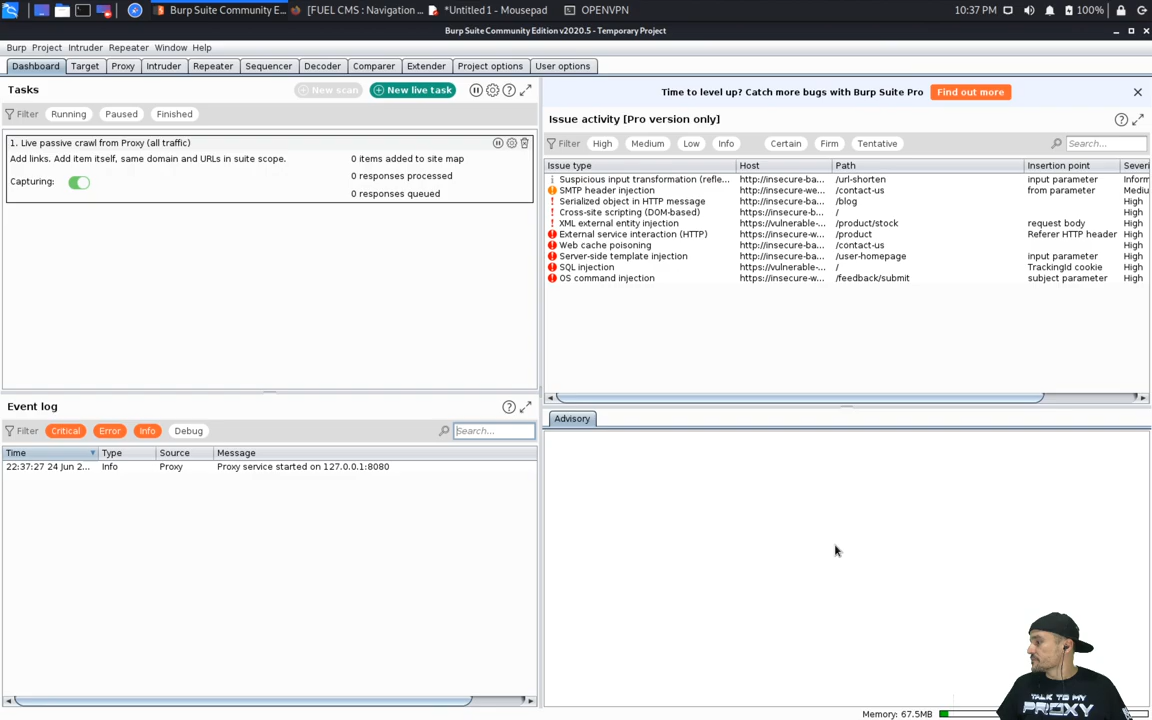 Burp Suite Community E...
[FUEL CMS : Navigation ...
*Untitled 1 - Mousepad
OPENVPN
10:37 PM
100%
Burp Suite Community Edition v2020.5 - Temporary Project
Burp Project Intruder Repeater Window Help
Dashboard Target Proxy Intruder Repeater Sequencer Decoder Comparer Extender Project options User options
Tasks
New scan
New live task
Filter Running Paused Finished
1. Live passive crawl from Proxy (all traffic)
Add links. Add item itself, same domain and URLs in suite scope.
0 items added to site map
Capturing:
0 responses processed
0 responses queued
Time to level up? Catch more bugs with Burp Suite Pro
Find out more
Issue activity [Pro version only]
Filter High Medium Low Info Certain Firm Tentative Search...
Issue type Host Path Insertion point Severi
Suspicious input transformation (refle... http://insecure-ba... /url-shorten input parameter Inform
SMTP header injection http://insecure-we... /contact-us from parameter Mediu
Serialized object in HTTP message http://insecure-ba... /blog High
Cross-site scripting (DOM-based) https://insecure-b... / High
XML external entity injection https://vulnerable-... /product/stock request body High
External service interaction (HTTP) https://insecure-w... /product Referer HTTP header High
Web cache poisoning http://insecure-ba... /contact-us High
Server-side template injection http://insecure-ba... /user-homepage input parameter High
SQL injection https://vulnerable-... / TrackingId cookie High
OS command injection https://insecure-w... /feedback/submit subject parameter High
Event log
Filter Critical Error Info Debug Search...
Time Type Source Message
22:37:27 24 Jun 2... Info Proxy Proxy service started on 127.0.0.1:8080
Advisory
TALK TO MY
PROXY
Memory: 67.5MB